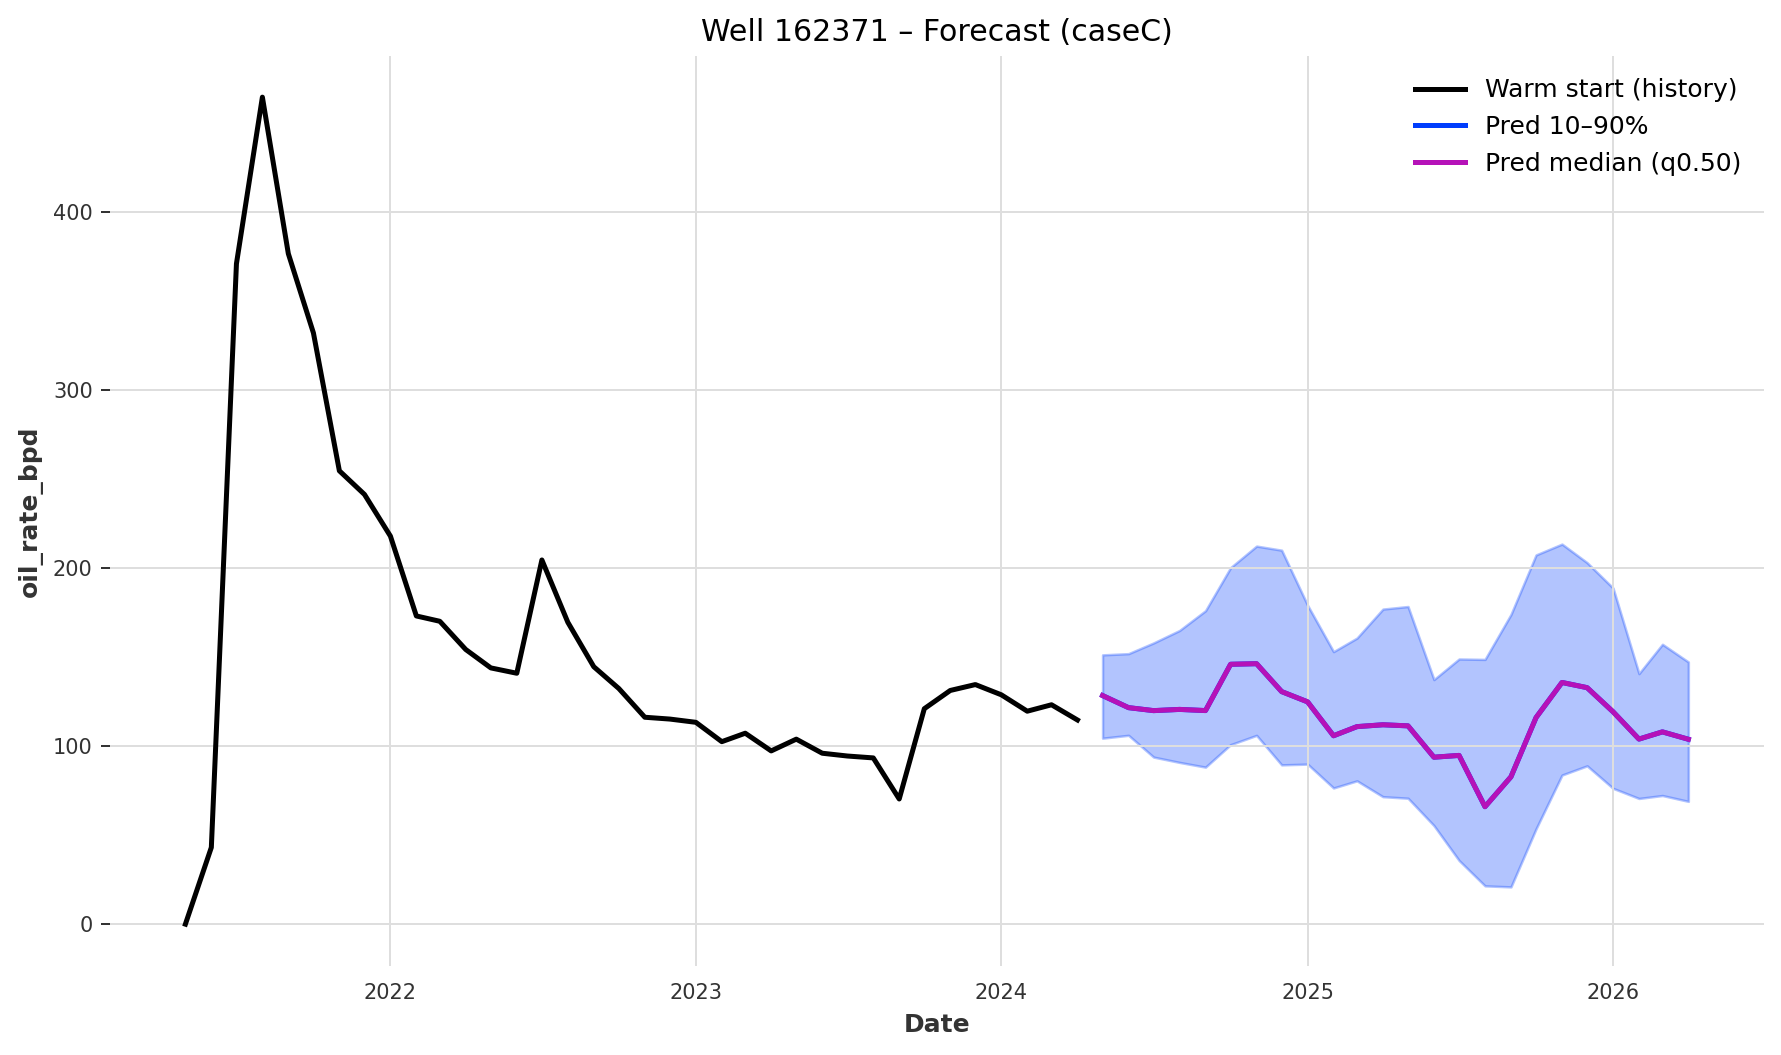 Well 162371 – Forecast (caseC)
Warm start (history)
Pred 10–90%
Pred median (q0.50)
oil_rate_bpd
400
300
200
100
0
2022
2023
2024
2025
2026
Date